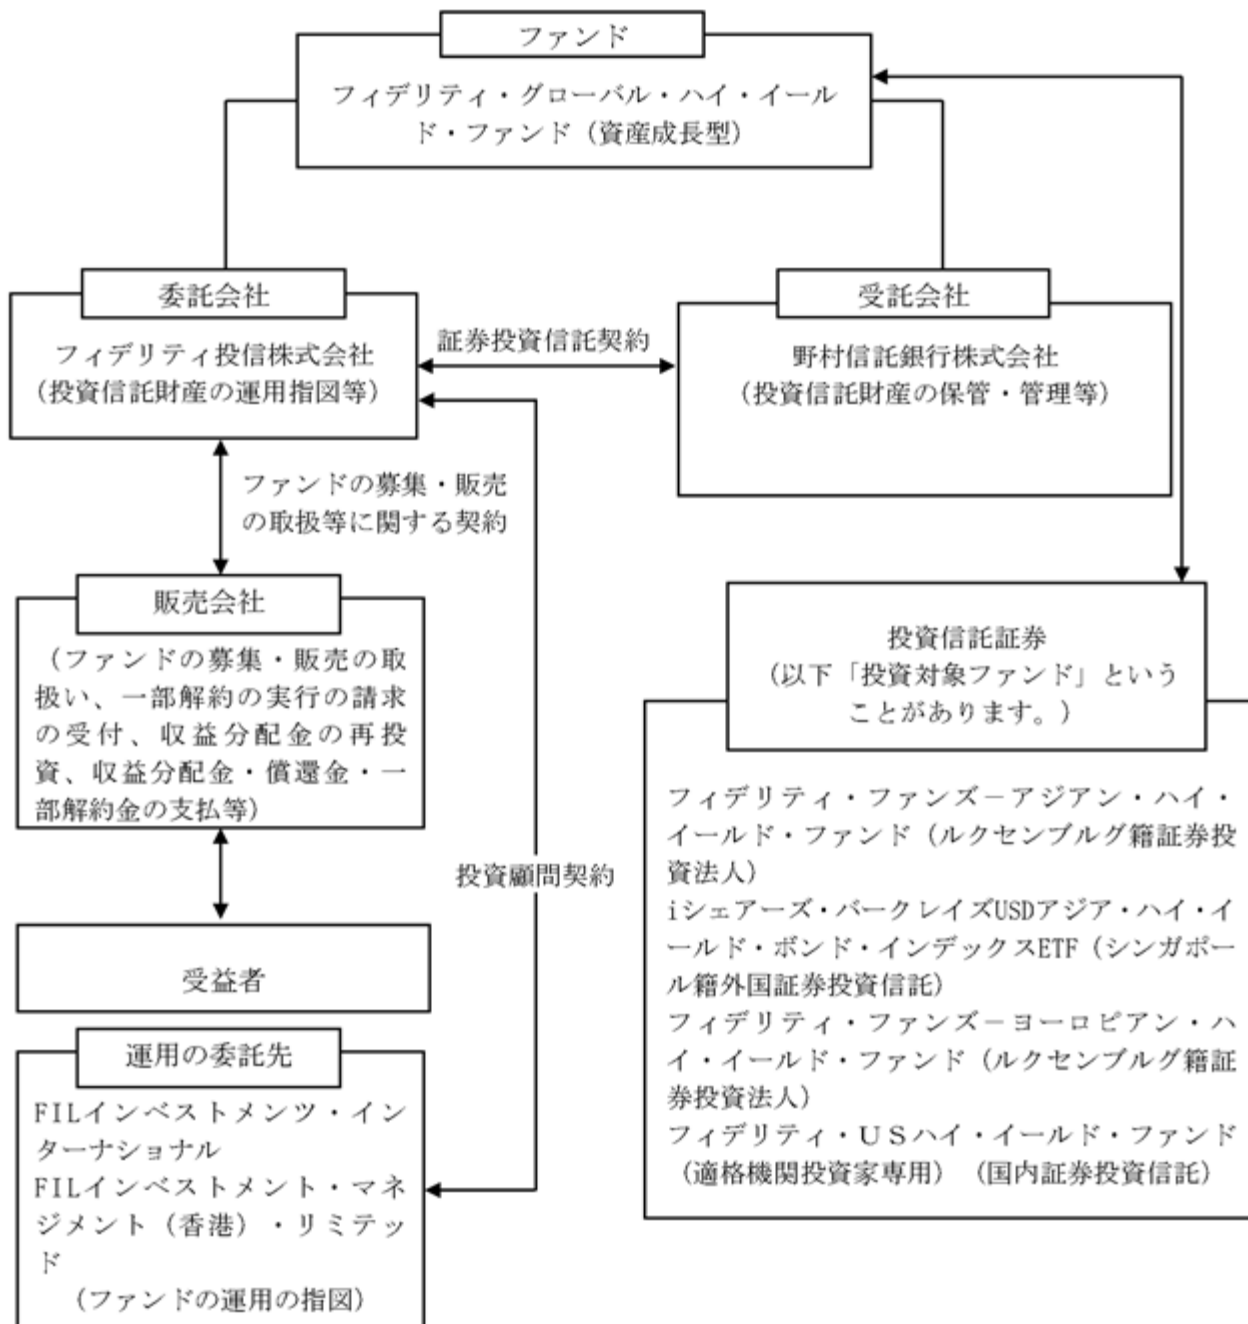 ファンド
フィデリティ・グローバル・ハイ・イール
ド・ファンド（資産成長型）
委託会社
フィデリティ投信株式会社
（投資信託財産の運用指図等）
証券投資信託契約
受託会社
野村信託銀行株式会社
（投資信託財産の保管・管理等）
ファンドの募集・販売
の取扱等に関する契約
販売会社
（ファンドの募集・販売の取
扱い、一部解約の実行の請求
の受付、収益分配金の再投
資、収益分配金・償還金・一
部解約金の支払等）
投資顧問契約
受益者
運用の委託先
FILインベストメンツ・イン
ターナショナル
FILインベストメント・マネ
ジメント（香港）・リミテッ
ド
（ファンドの運用の指図）
投資信託証券
（以下「投資対象ファンド」という
ことがあります。）
フィデリティ・ファンズ－アジアン・ハイ・
イールド・ファンド（ルクセンブルグ籍証券投
資法人）
iシェアーズ・バークレイズUSDアジア・ハイ・イ
ールド・ボンド・インデックスETF（シンガポー
ル籍外国証券投資信託）
フィデリティ・ファンズ－ヨーロピアン・ハ
イ・イールド・ファンド（ルクセンブルグ籍証
券投資法人）
フィデリティ・ＵＳハイ・イールド・ファンド
（適格機関投資家専用）（国内証券投資信託）